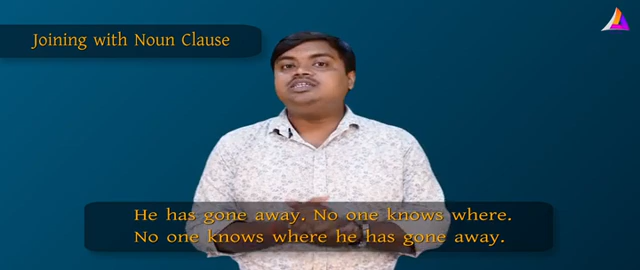 Joining with Noun Clause
He has gone away. No one knows where.
No one knows where he has gone away.